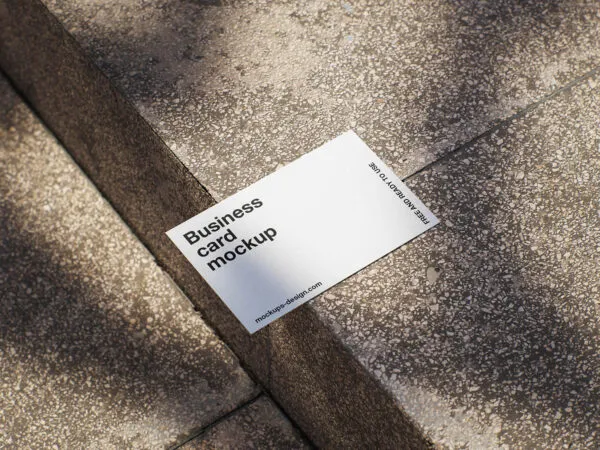 Business
card
mockup
FREE AND READY TO USE
mockups-design.com